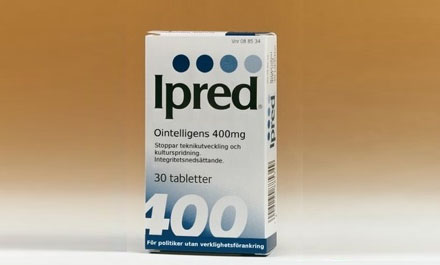 Vnr 08 85 34
Ipred
Ointelligens 400mg
Stoppar teknikutveckling och
kulturspridning.
Integritetsnedsättande.
30 tabletter
400
För politiker utan verklighetsförankring